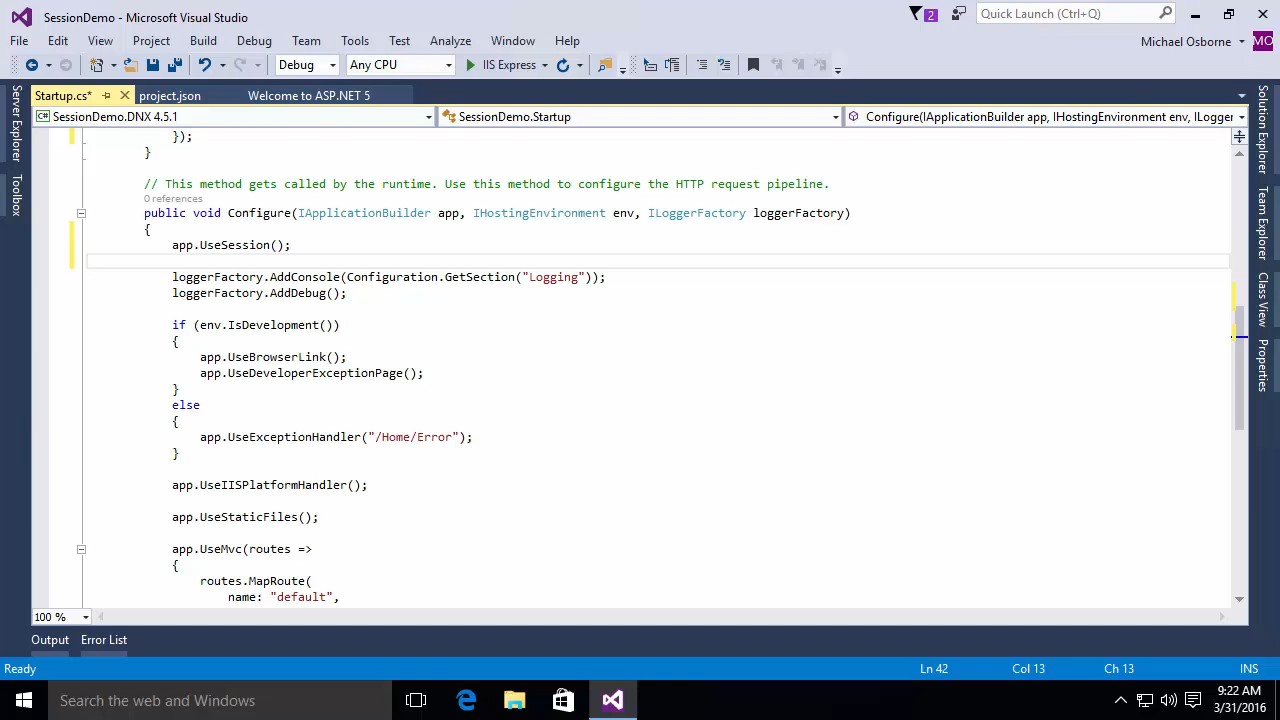 SessionDemo - Microsoft Visual Studio
2
Quick Launch (Ctrl+Q)
File Edit View Project Build Debug Team Tools Test Analyze Window Help
Michael Osborne
MO
Debug Any CPU IIS Express
Startup.cs* project.json Welcome to ASP.NET 5
C# SessionDemo.DNX 4.5.1 SessionDemo.Startup Configure(IApplicationBuilder app, IHostingEnvironment env, ILogger
Server Explorer
Toolbox
});
}
// This method gets called by the runtime. Use this method to configure the HTTP request pipeline.
0 references
public void Configure(IApplicationBuilder app, IHostingEnvironment env, ILoggerFactory loggerFactory)
{
app.UseSession();
loggerFactory.AddConsole(Configuration.GetSection("Logging"));
loggerFactory.AddDebug();
if (env.IsDevelopment())
{
app.UseBrowserLink();
app.UseDeveloperExceptionPage();
}
else
{
app.UseExceptionHandler("/Home/Error");
}
app.UseIISPlatformHandler();
app.UseStaticFiles();
app.UseMvc(routes =>
{
routes.MapRoute(
name: "default",
Solution Explorer
Team Explorer
Class View
Properties
100 %
Output Error List
Ready Ln 42 Col 13 Ch 13 INS
Search the web and Windows
9:22 AM
3/31/2016